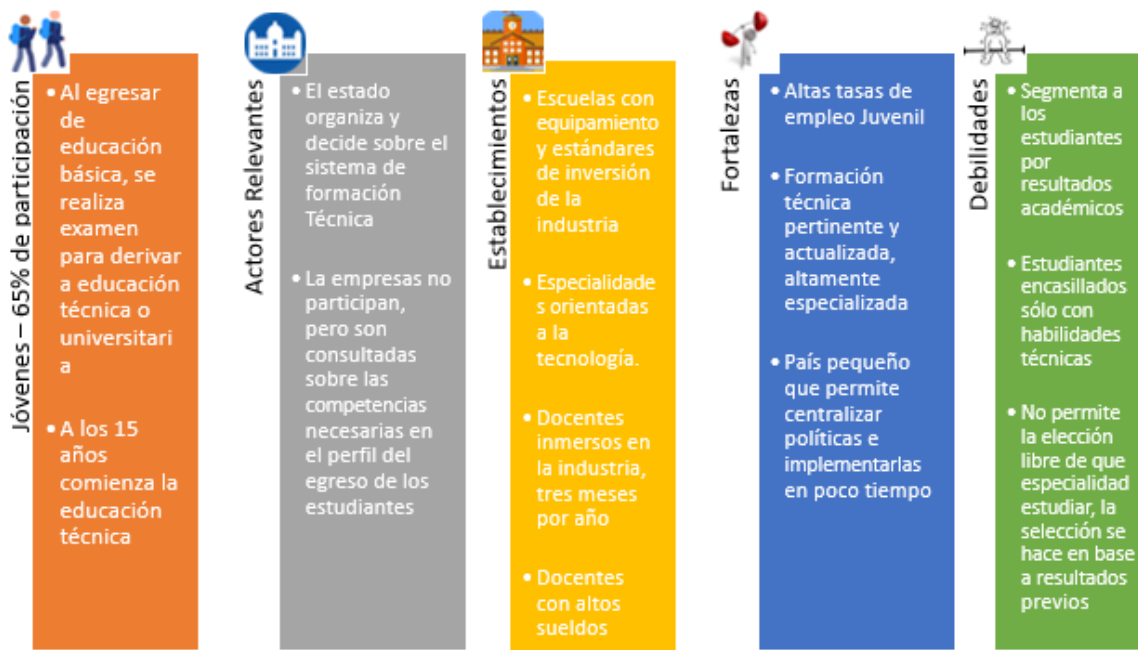 Jóvenes – 65% de participación
• Al egresar
de
educación
básica, se
realiza
examen
para derivar
a educación
técnica o
universitari
a
• A los 15
años
comienza la
educación
técnica
Actores Relevantes
• El estado
organiza y
decide sobre el
sistema de
formación
Técnica
• La empresas no
participan,
pero son
consultadas
sobre las
competencias
necesarias en
el perfil del
egreso de los
estudiantes
Establecimientos
• Escuelas con
equipamiento
y estándares
de inversión
de la
industria
• Especialidade
s orientadas
a la
tecnología.
• Docentes
inmersos en
la industria,
tres meses
por año
• Docentes
con altos
sueldos
Fortalezas
• Altas tasas de
empleo Juvenil
• Formación
técnica
pertinente y
actualizada,
altamente
especializada
• País pequeño
que permite
centralizar
políticas e
implementarlas
en poco tiempo
Debilidades
• Segmenta a
los
estudiantes
por
resultados
académicos
• Estudiantes
encasillados
sólo con
habilidades
técnicas
• No permite
la elección
libre de que
especialidad
estudiar, la
selección se
hace en base
a resultados
previos